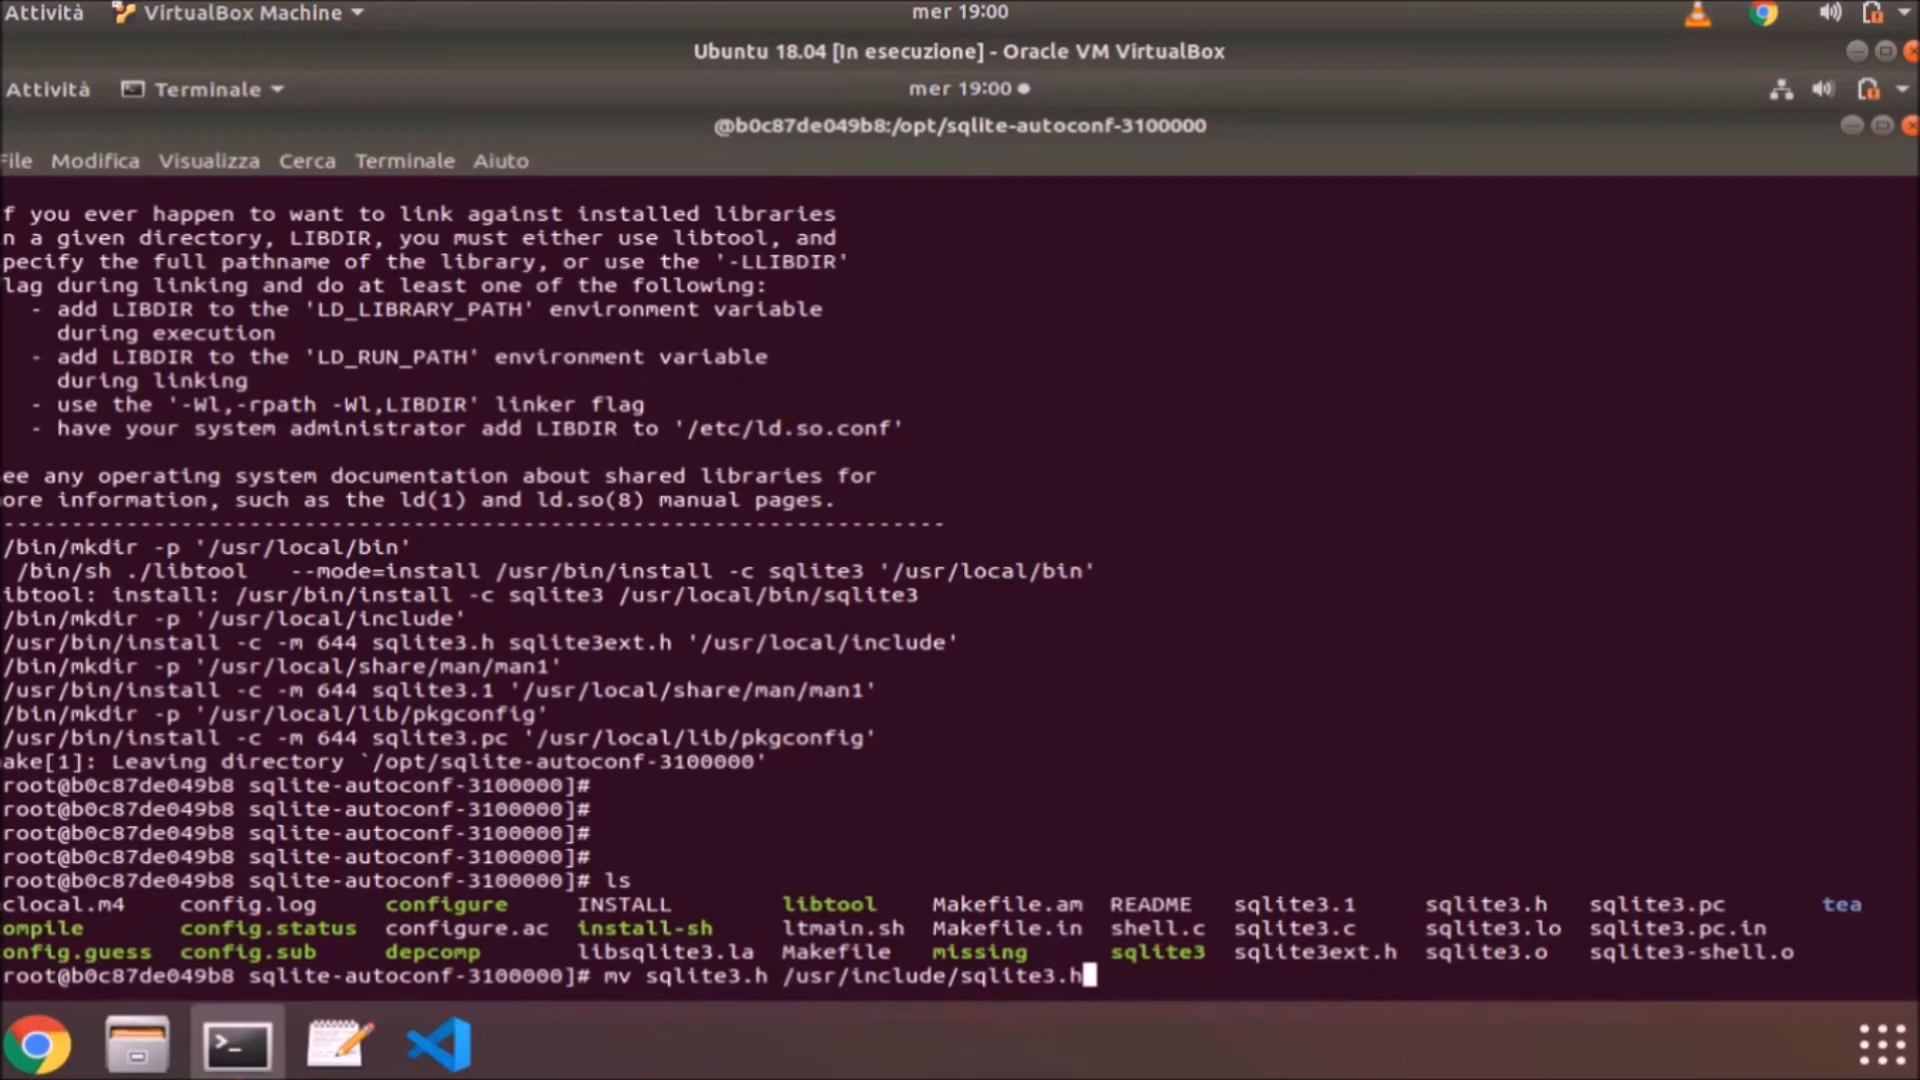 Attività VirtualBox Machine mer 19:00
Ubuntu 18.04 [In esecuzione] - Oracle VM VirtualBox
Attività Terminale mer 19:00
@b0c87de049b8:/opt/sqlite-autoconf-3100000
File Modifica Visualizza Cerca Terminale Aiuto
f you ever happen to want to link against installed libraries
n a given directory, LIBDIR, you must either use libtool, and
pecify the full pathname of the library, or use the '-LLIBDIR'
lag during linking and do at least one of the following:
- add LIBDIR to the 'LD_LIBRARY_PATH' environment variable
during execution
- add LIBDIR to the 'LD_RUN_PATH' environment variable
during linking
- use the '-Wl,-rpath -Wl,LIBDIR' linker flag
- have your system administrator add LIBDIR to '/etc/ld.so.conf'
ee any operating system documentation about shared libraries for
ore information, such as the ld(1) and ld.so(8) manual pages.
----------------------------------------------------------------------
/bin/mkdir -p '/usr/local/bin'
/bin/sh ./libtool --mode=install /usr/bin/install -c sqlite3 '/usr/local/bin'
ibtool: install: /usr/bin/install -c sqlite3 /usr/local/bin/sqlite3
/bin/mkdir -p '/usr/local/include'
/usr/bin/install -c -m 644 sqlite3.h sqlite3ext.h '/usr/local/include'
/bin/mkdir -p '/usr/local/share/man/man1'
/usr/bin/install -c -m 644 sqlite3.1 '/usr/local/share/man/man1'
/bin/mkdir -p '/usr/local/lib/pkgconfig'
/usr/bin/install -c -m 644 sqlite3.pc '/usr/local/lib/pkgconfig'
ake[1]: Leaving directory `/opt/sqlite-autoconf-3100000'
root@b0c87de049b8 sqlite-autoconf-3100000]#
root@b0c87de049b8 sqlite-autoconf-3100000]#
root@b0c87de049b8 sqlite-autoconf-3100000]#
root@b0c87de049b8 sqlite-autoconf-3100000]#
root@b0c87de049b8 sqlite-autoconf-3100000]# ls
clocal.m4 config.log configure INSTALL libtool Makefile.am README sqlite3.1 sqlite3.h sqlite3.pc tea
ompile config.status configure.ac install-sh ltmain.sh Makefile.in shell.c sqlite3.c sqlite3.lo sqlite3.pc.in
onfig.guess config.sub depcomp libsqlite3.la Makefile missing sqlite3 sqlite3ext.h sqlite3.o sqlite3-shell.o
root@b0c87de049b8 sqlite-autoconf-3100000]# mv sqlite3.h /usr/include/sqlite3.h